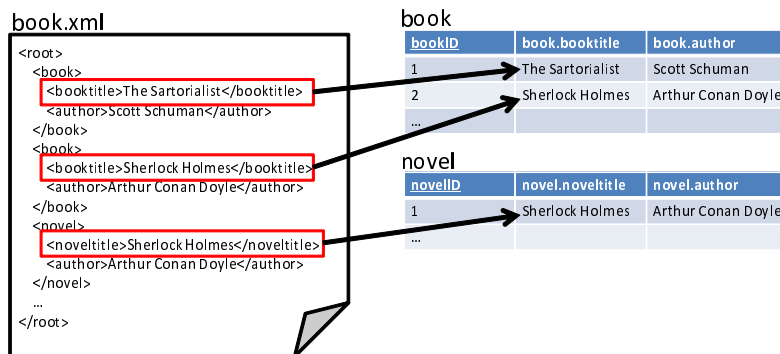 book.xml
<root>
<book>
<booktitle>The Sartorialist</booktitle>
<author>Scott Schuman</author>
</book>
<book>
<booktitle>Sherlock Holmes</booktitle>
<author>Arthur Conan Doyle</author>
</book>
<novel>
<noveltitle>Sherlock Holmes</noveltitle>
<author>Arthur Conan Doyle</author>
</novel>
...
</root>
book
bookID book.booktitle book.author
1 The Sartorialist Scott Schuman
2 Sherlock Holmes Arthur Conan Doyle
...
novel
novelID novel.noveltitle novel.author
1 Sherlock Holmes Arthur Conan Doyle
...